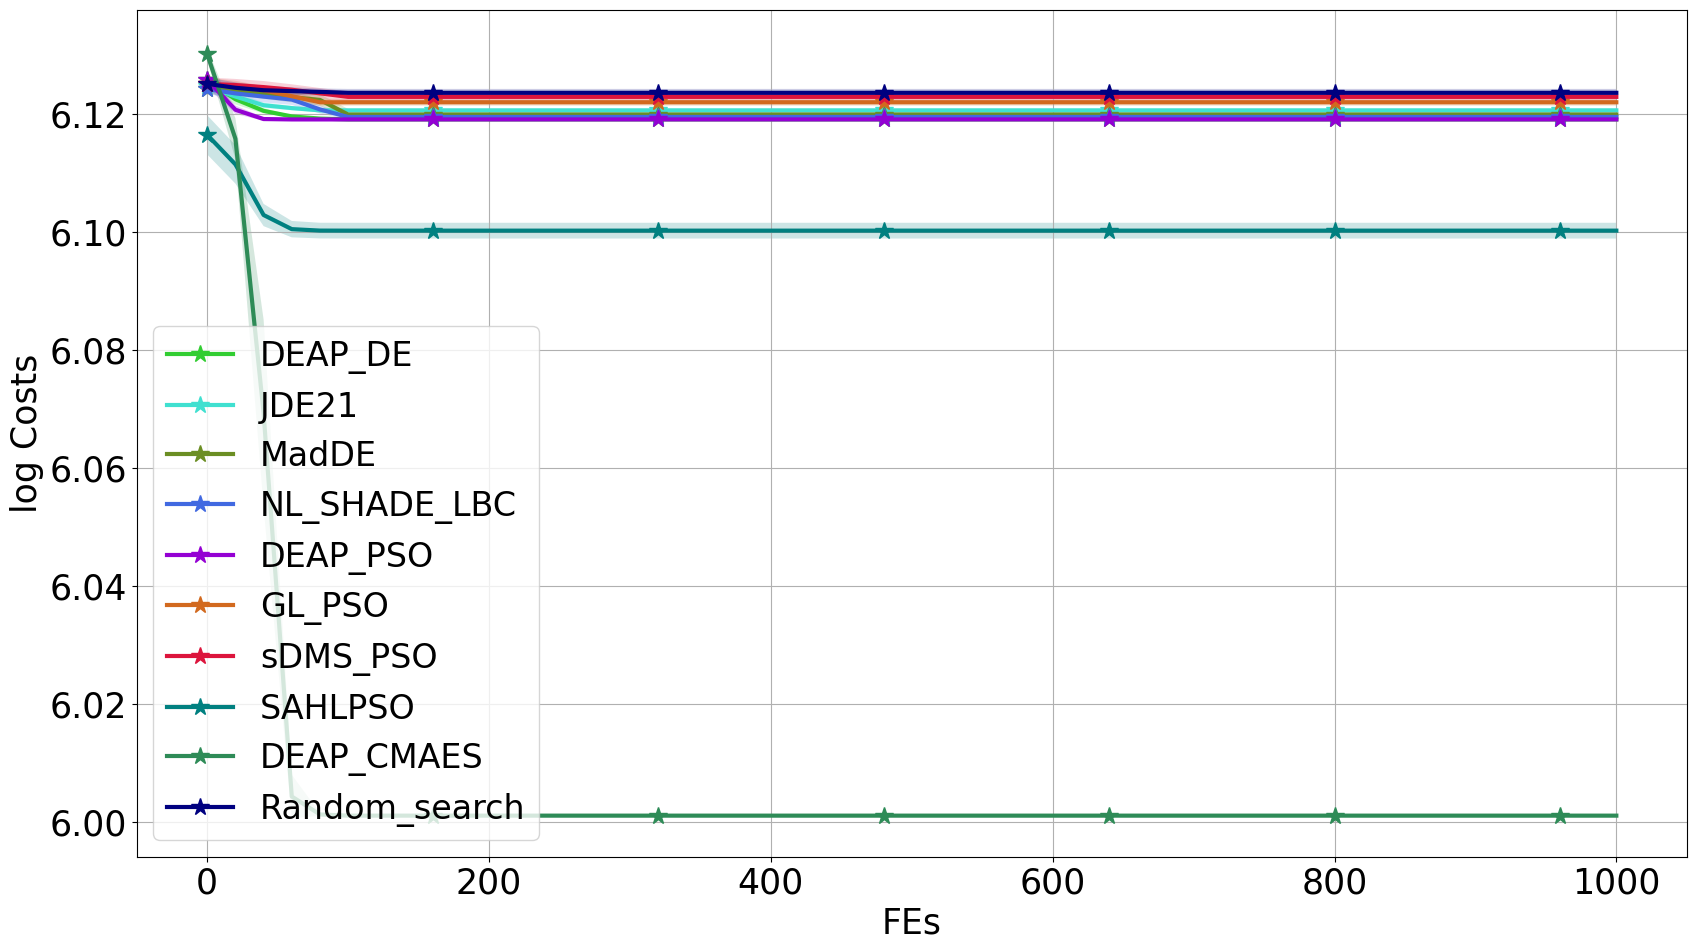 6.12
6.10
6.08
6.06
6.04
6.02
6.00
log Costs
DEAP_DE
JDE21
MadDE
NL_SHADE_LBC
DEAP_PSO
GL_PSO
sDMS_PSO
SAHLPSO
DEAP_CMAES
Random_search
0 200 400 600 800 1000
FEs